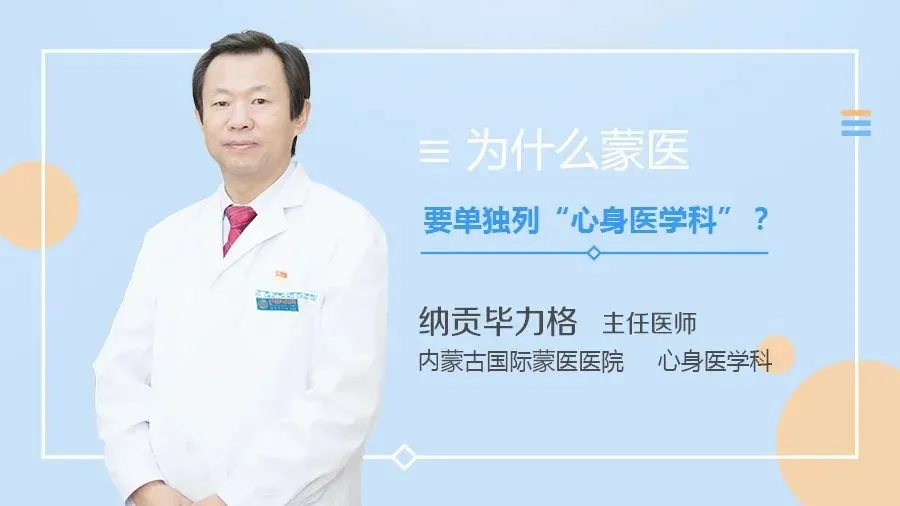 为什么蒙医
要单独列“心身医学科”？
纳贡毕力格 主任医师
内蒙古国际蒙医医院 心身医学科